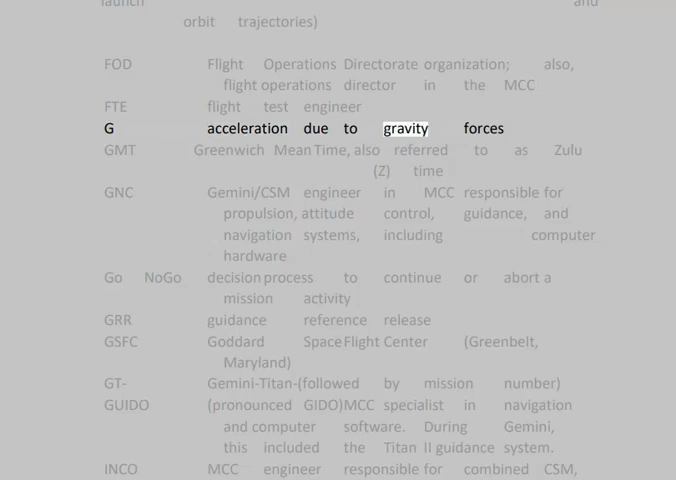 launch and
orbit trajectories)
FOD Flight Operations Directorate organization; also,
flight operations director in the MCC
FTE flight test engineer
G acceleration due to gravity forces
GMT Greenwich Mean Time, also referred to as Zulu
(Z) time
GNC Gemini/CSM engineer in MCC responsible for
propulsion, attitude control, guidance, and
navigation systems, including computer
hardware
Go NoGo decision process to continue or abort a
mission activity
GRR guidance reference release
GSFC Goddard Space Flight Center (Greenbelt,
Maryland)
GT- Gemini-Titan-(followed by mission number)
GUIDO (pronounced GIDO)MCC specialist in navigation
and computer software. During Gemini,
this included the Titan II guidance system.
INCO MCC engineer responsible for combined CSM,